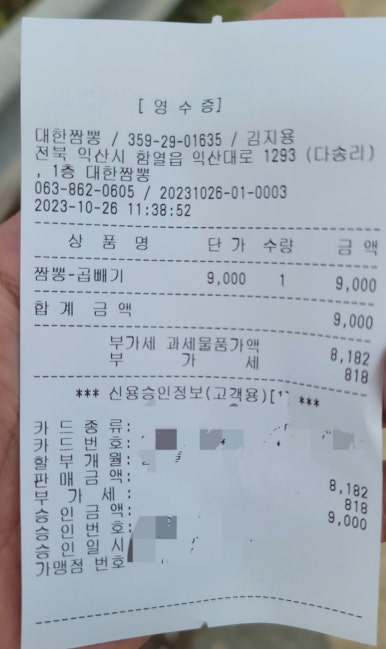 [ 영 수 증]
대한짬뽕 / 359-29-01635 / 김지용
전북 익산시 함열읍 익산대로 1293 (다송리)
, 1층 대한짬뽕
063-862-0605 / 20231026-01-0003
2023-10-26 11:38:52
상 품 명 단 가 수량 금 액
짬뽕-곱빼기 9,000 1 9,000
합 계 금 액 9,000
부가세 과세물품가액 8,182
부 가 세 818
*** 신용승인정보(고객용)[1] ***
카 드 종 류:
카 드 번 호:
할 부 개 월:
판 매 금 액: 8,182
부 가 세 : 818
승 인 금 액: 9,000
승 인 번 호:
승 인 일 시
가맹점 번호